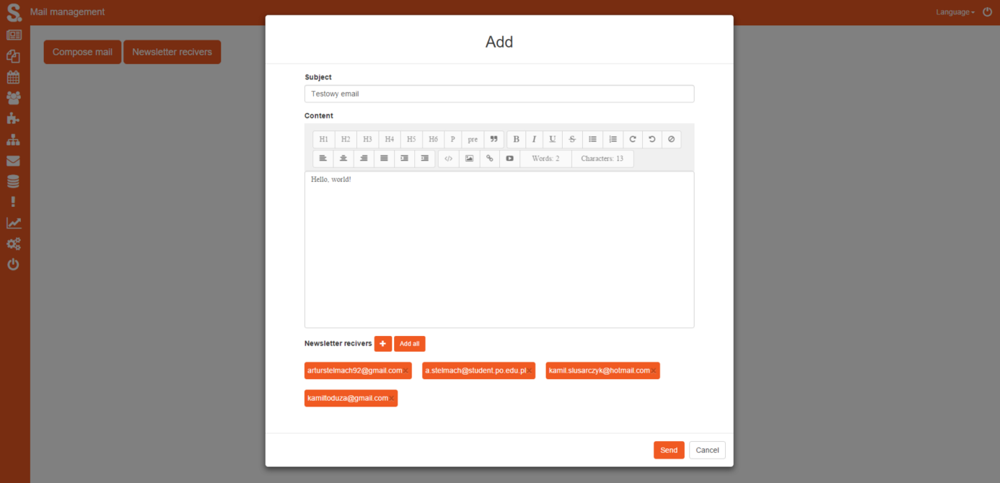 S. Mail management
Language
Compose mail Newsletter recivers
Add
Subject
Testowy email
Content
H1 H2 H3 H4 H5 H6 P pre B I U S
</> Words: 2 Characters: 13
Hello, world!
Newsletter recivers Add all
arturstelmach92@gmail.com× a.stelmach@student.po.edu.pl× kamil.slusarczyk@hotmail.com×
kamiltoduza@gmail.com×
Send Cancel